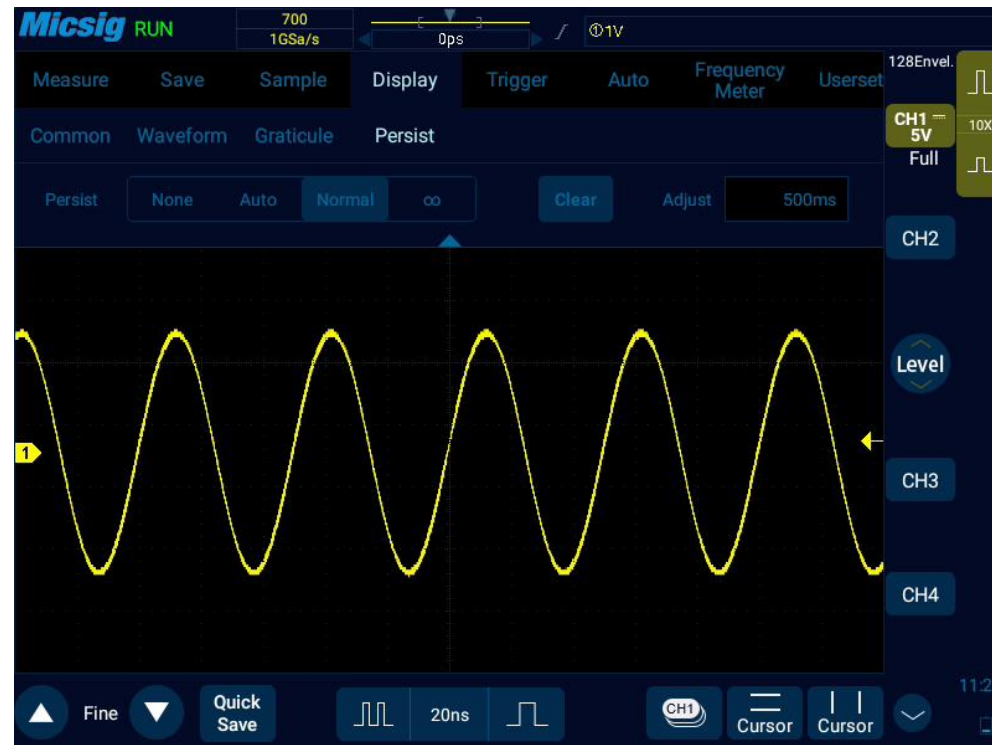 Micsig RUN
700
1GSa/s
0ps
①1V
Measure Save Sample Display Trigger Auto Frequency Meter Userset
128Envel.
Common Waveform Graticule Persist
CH1
5V
10X
Full
Persist None Auto Normal ∞ Clear Adjust 500ms
CH2
Level
1
CH3
CH4
Fine
Quick
Save
20ns
CH1
Cursor
Cursor
11:2